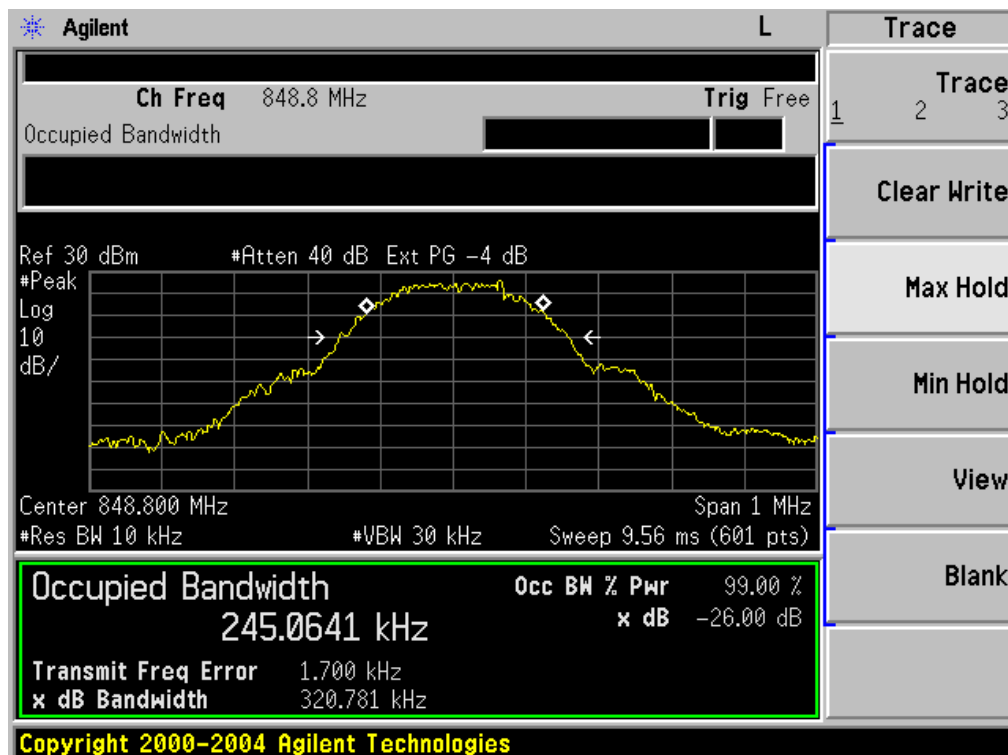 Agilent L Trace
Ch Freq 848.8 MHz Trig Free
Occupied Bandwidth
Trace
1 2 3
Clear Write
Max Hold
Min Hold
View
Blank
Ref 30 dBm #Atten 40 dB Ext PG -4 dB
#Peak
Log
10
dB/
Center 848.800 MHz Span 1 MHz
#Res BW 10 kHz #VBW 30 kHz Sweep 9.56 ms (601 pts)
Occupied Bandwidth Occ BW % Pwr 99.00 %
245.0641 kHz x dB -26.00 dB
Transmit Freq Error 1.700 kHz
x dB Bandwidth 320.781 kHz
Copyright 2000-2004 Agilent Technologies